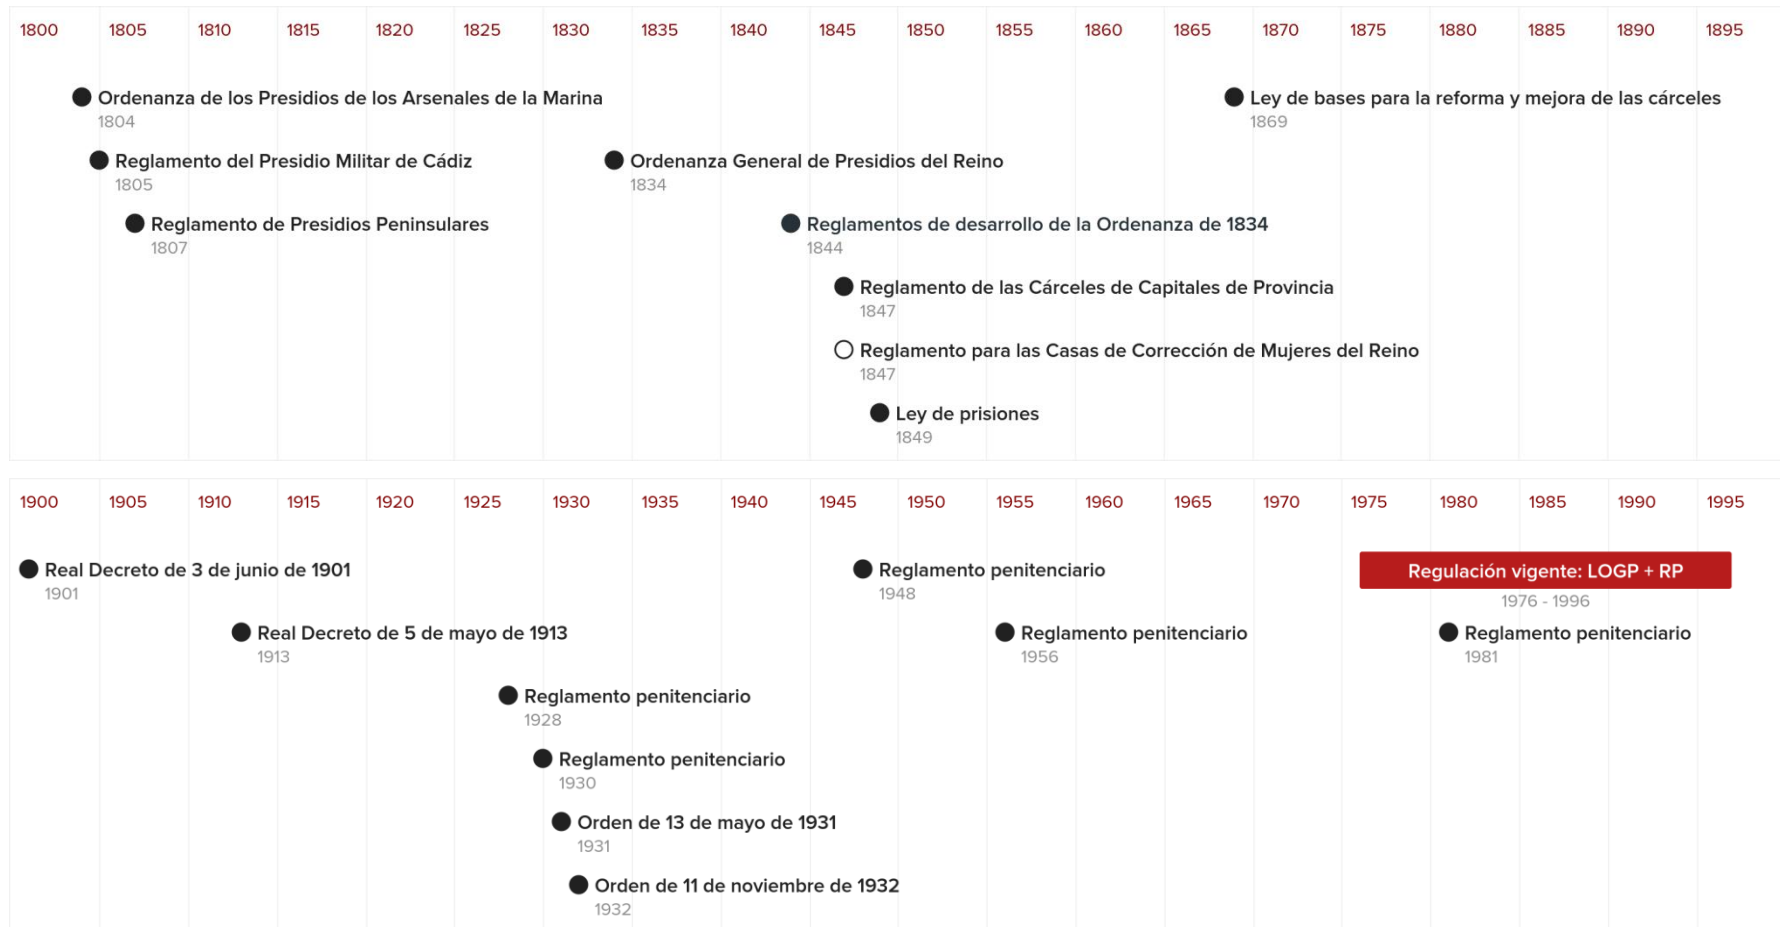 1800 1805 1810 1815 1820 1825 1830 1835 1840 1845 1850 1855 1860 1865 1870 1875 1880 1885 1890 1895
Ordenanza de los Presidios de los Arsenales de la Marina
1804
Ley de bases para la reforma y mejora de las cárceles
1869
Reglamento del Presidio Militar de Cádiz
1805
Ordenanza General de Presidios del Reino
1834
Reglamento de Presidios Peninsulares
1807
Reglamentos de desarrollo de la Ordenanza de 1834
1844
Reglamento de las Cárceles de Capitales de Provincia
1847
Reglamento para las Casas de Corrección de Mujeres del Reino
1847
Ley de prisiones
1849
1900 1905 1910 1915 1920 1925 1930 1935 1940 1945 1950 1955 1960 1965 1970 1975 1980 1985 1990 1995
Real Decreto de 3 de junio de 1901
1901
Reglamento penitenciario
1948
Regulación vigente: LOGP + RP
1976 - 1996
Real Decreto de 5 de mayo de 1913
1913
Reglamento penitenciario
1956
Reglamento penitenciario
1981
Reglamento penitenciario
1928
Reglamento penitenciario
1930
Orden de 13 de mayo de 1931
1931
Orden de 11 de noviembre de 1932
1932